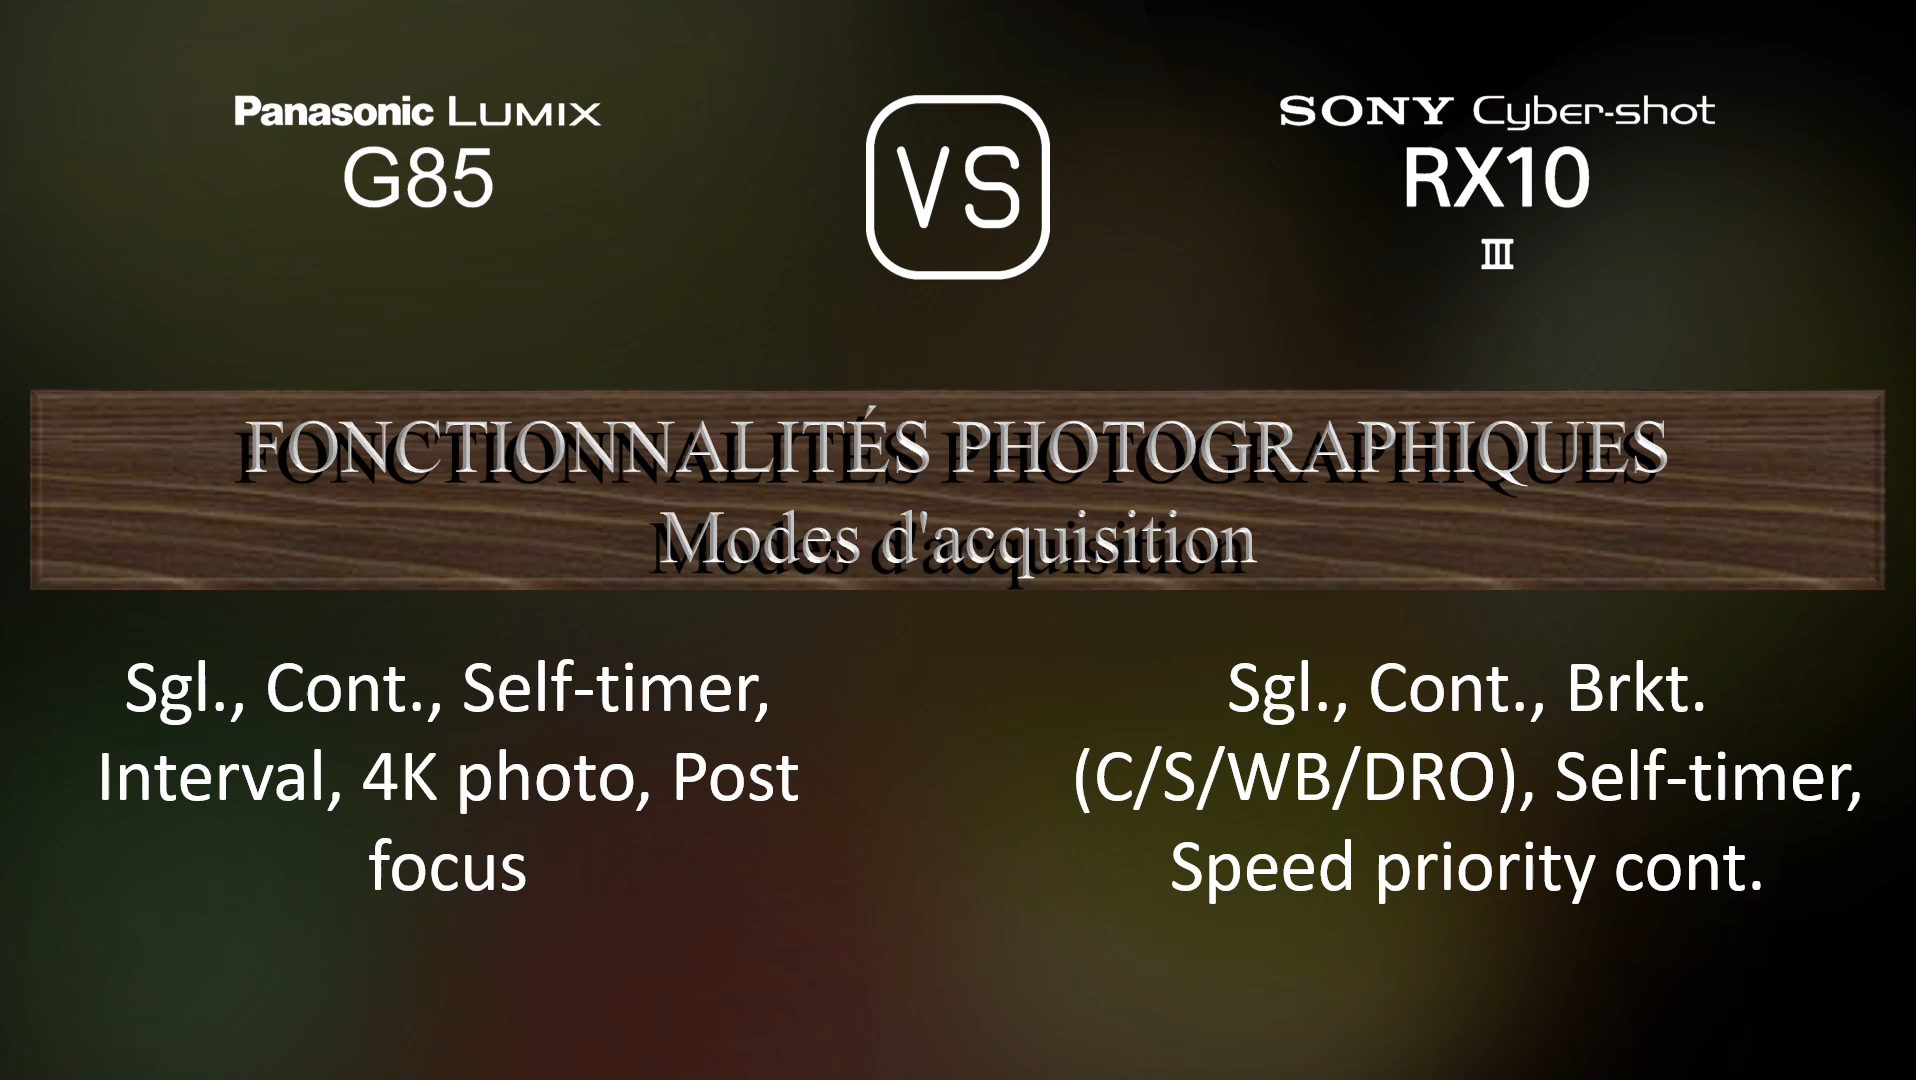 Panasonic LUMIX
G85
VS
SONY Cyber-shot
RX10
III
FONCTIONNALITÉS PHOTOGRAPHIQUES
Modes d'acquisition
Sgl., Cont., Self-timer,
Interval, 4K photo, Post
focus
Sgl., Cont., Brkt.
(C/S/WB/DRO), Self-timer,
Speed priority cont.